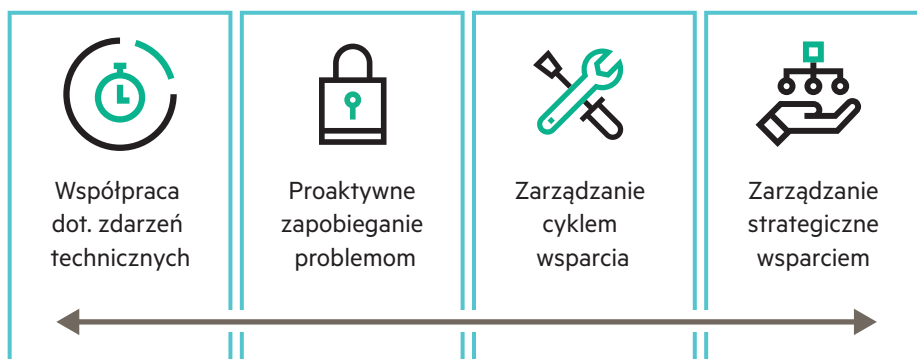 Współpraca
dot. zdarzeń
technicznych
Proaktywne
zapobieganie
problemom
Zarządzanie
cyklem
wsparcia
Zarządzanie
strategiczne
wsparciem